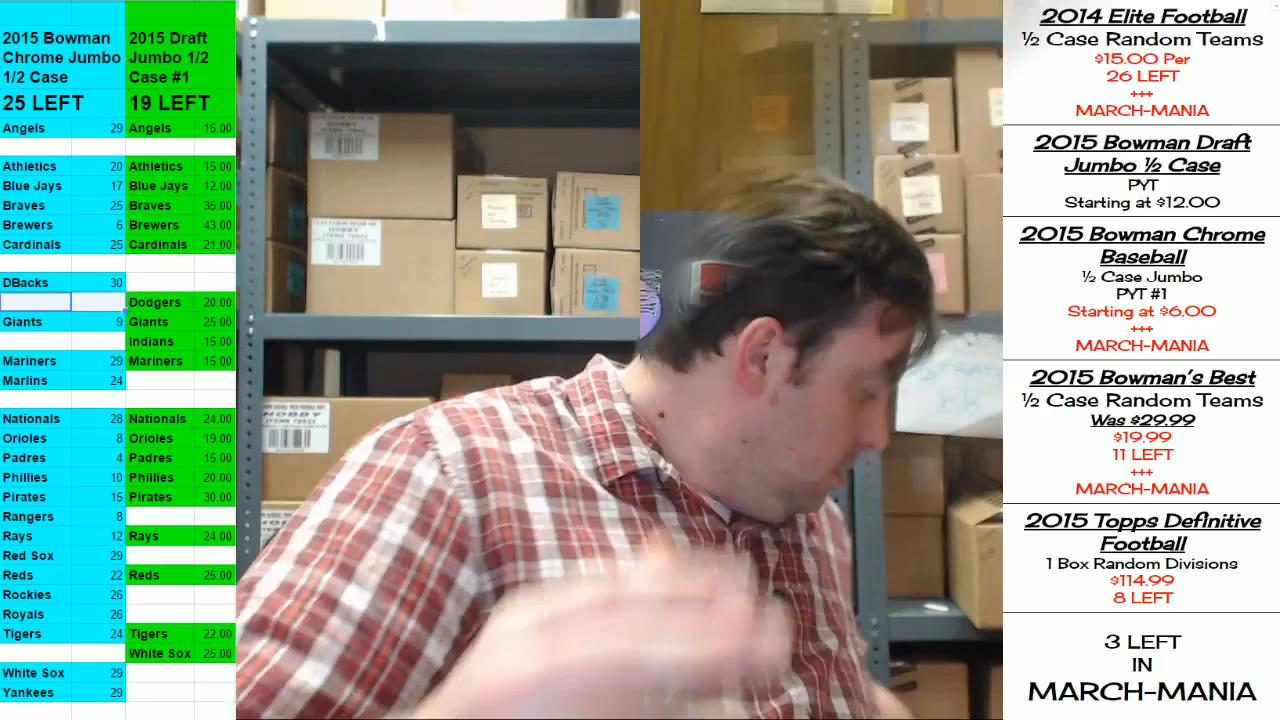 2015 Bowman
Chrome Jumbo
1/2 Case
25 LEFT
Angels 29
Athletics 20
Blue Jays 17
Braves 25
Brewers 6
Cardinals 25
DBacks 30
Giants 9
Mariners 29
Marlins 24
Nationals 28
Orioles 8
Padres 4
Phillies 10
Pirates 15
Rangers 8
Rays 12
Red Sox 29
Reds 22
Rockies 26
Royals 26
Tigers 24
White Sox 29
Yankees 29
2015 Draft
Jumbo 1/2
Case #1
19 LEFT
Angels 15.00
Athletics 15.00
Blue Jays 12.00
Braves 35.00
Brewers 43.00
Cardinals 21.00
Dodgers 20.00
Giants 25.00
Indians 15.00
Mariners 15.00
Nationals 24.00
Orioles 19.00
Padres 15.00
Phillies 20.00
Pirates 30.00
Rays 24.00
Reds 25.00
Tigers 22.00
White Sox 25.00
HOBBY
HOBBY
HOBBY
2014 Elite Football
½ Case Random Teams
$15.00 Per
26 LEFT
+++
MARCH-MANIA
2015 Bowman Draft
Jumbo ½ Case
PYT
Starting at $12.00
2015 Bowman Chrome
Baseball
½ Case Jumbo
PYT #1
Starting at $6.00
+++
MARCH-MANIA
2015 Bowman's Best
½ Case Random Teams
Was $29.99
$19.99
11 LEFT
+++
MARCH-MANIA
2015 Topps Definitive
Football
1 Box Random Divisions
$114.99
8 LEFT
3 LEFT
IN
MARCH-MANIA